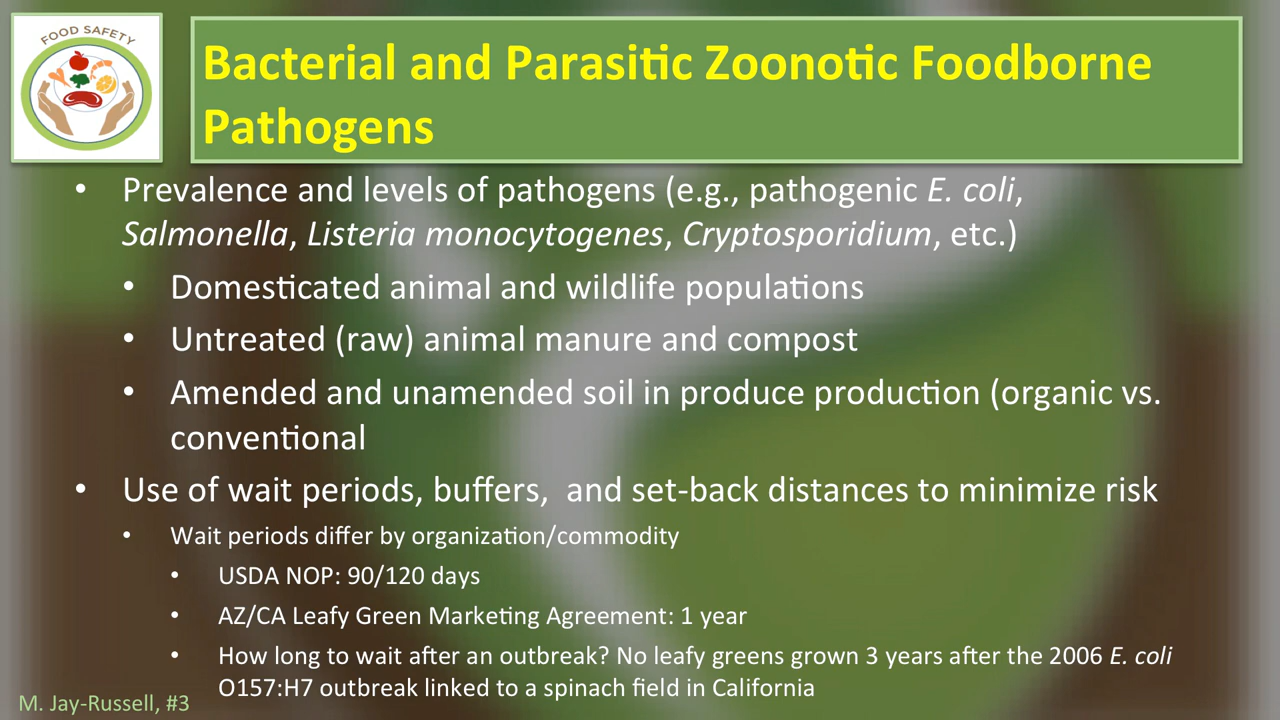 FOOD SAFETY
Bacterial and Parasitic Zoonotic Foodborne
Pathogens
• Prevalence and levels of pathogens (e.g., pathogenic E. coli,
Salmonella, Listeria monocytogenes, Cryptosporidium, etc.)
• Domesticated animal and wildlife populations
• Untreated (raw) animal manure and compost
• Amended and unamended soil in produce production (organic vs.
conventional
• Use of wait periods, buffers,  and set-back distances to minimize risk
• Wait periods differ by organization/commodity
• USDA NOP: 90/120 days
• AZ/CA Leafy Green Marketing Agreement: 1 year
• How long to wait after an outbreak? No leafy greens grown 3 years after the 2006 E. coli
O157:H7 outbreak linked to a spinach field in California
M. Jay-Russell, #3